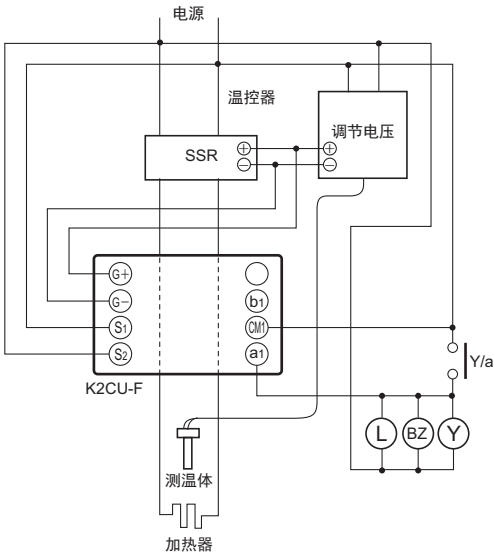 电源
温控器
SSR
+
−
调节电压
+
−
G+
G−
b1
S1
CM1
S2
a1
K2CU-F
Y/a
L
BZ
Y
测温体
加热器